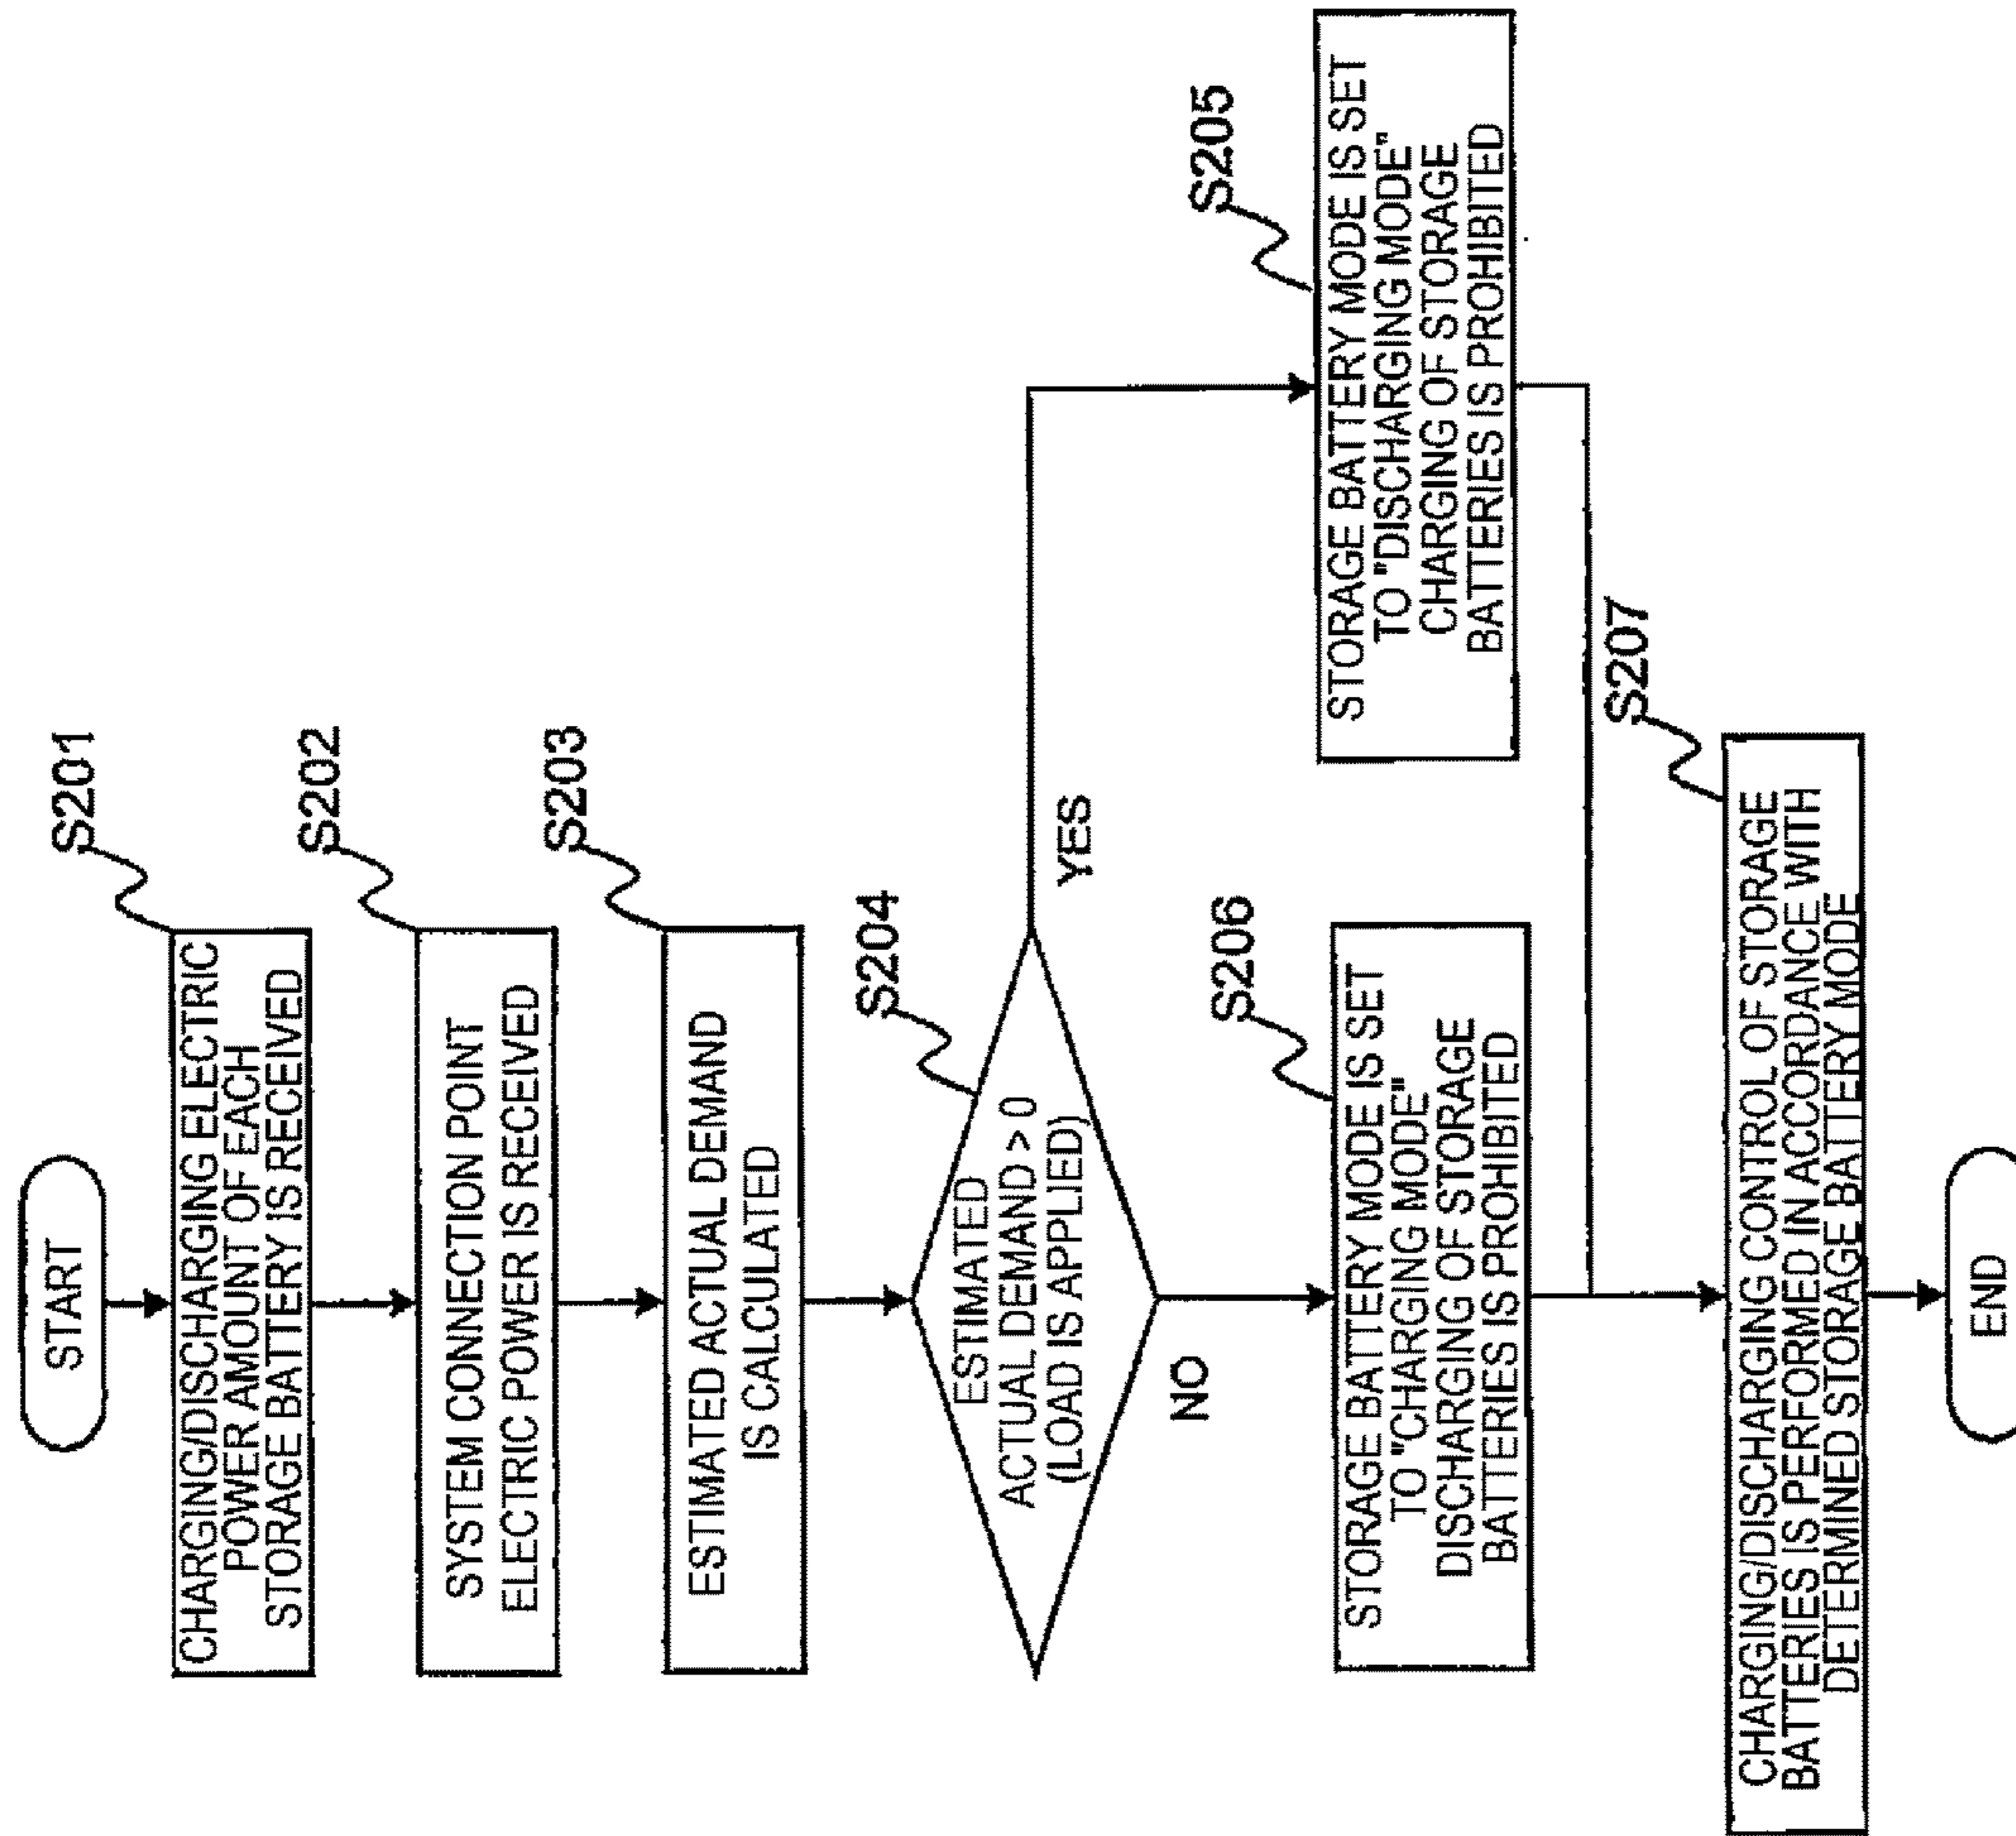 START
S201
CHARGING/DISCHARGING ELECTRIC
POWER AMOUNT OF EACH
STORAGE BATTERY IS RECEIVED
S202
SYSTEM CONNECTION POINT
ELECTRIC POWER IS RECEIVED
S203
ESTIMATED ACTUAL DEMAND
IS CALCULATED
S204
ESTIMATED
ACTUAL DEMAND > 0
(LOAD IS APPLIED)
YES
NO
S205
STORAGE BATTERY MODE IS SET
TO "DISCHARGING MODE"
CHARGING OF STORAGE
BATTERIES IS PROHIBITED
S206
STORAGE BATTERY MODE IS SET
TO "CHARGING MODE"
DISCHARGING OF STORAGE
BATTERIES IS PROHIBITED
S207
CHARGING/DISCHARGING CONTROL OF STORAGE
BATTERIES IS PERFORMED IN ACCORDANCE WITH
DETERMINED STORAGE BATTERY MODE
END